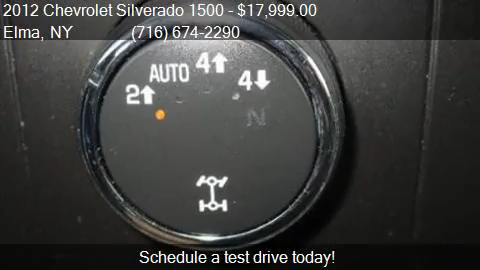 2012 Chevrolet Silverado 1500 - $17,999.00
Elma, NY (716) 674-2290
AUTO 4⬆
2⬆ 4⬇
N
Schedule a test drive today!